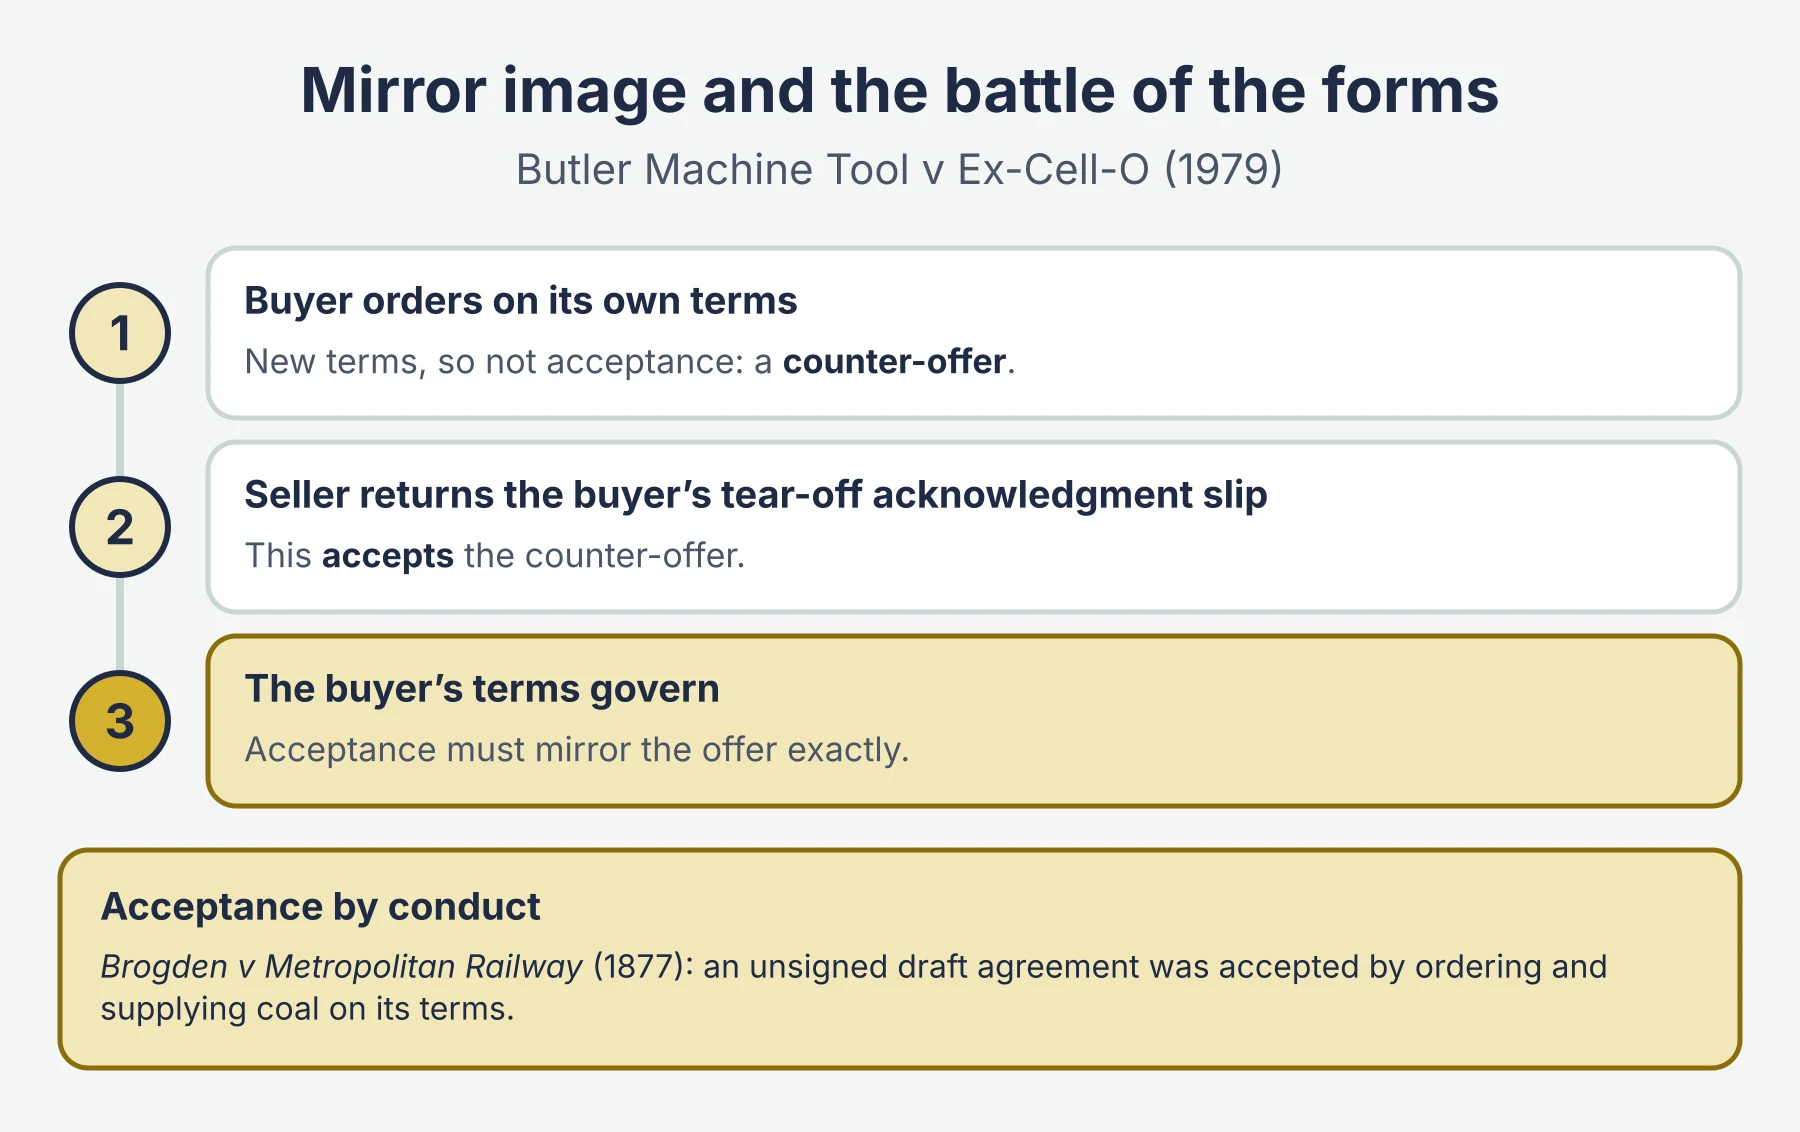 Mirror image and the battle of the forms
Butler Machine Tool v Ex-Cell-O (1979)
1
Buyer orders on its own terms
New terms, so not acceptance: a counter-offer.
2
Seller returns the buyer’s tear-off acknowledgment slip
This accepts the counter-offer.
3
The buyer’s terms govern
Acceptance must mirror the offer exactly.
Acceptance by conduct
Brogden v Metropolitan Railway (1877): an unsigned draft agreement was accepted by ordering and
supplying coal on its terms.